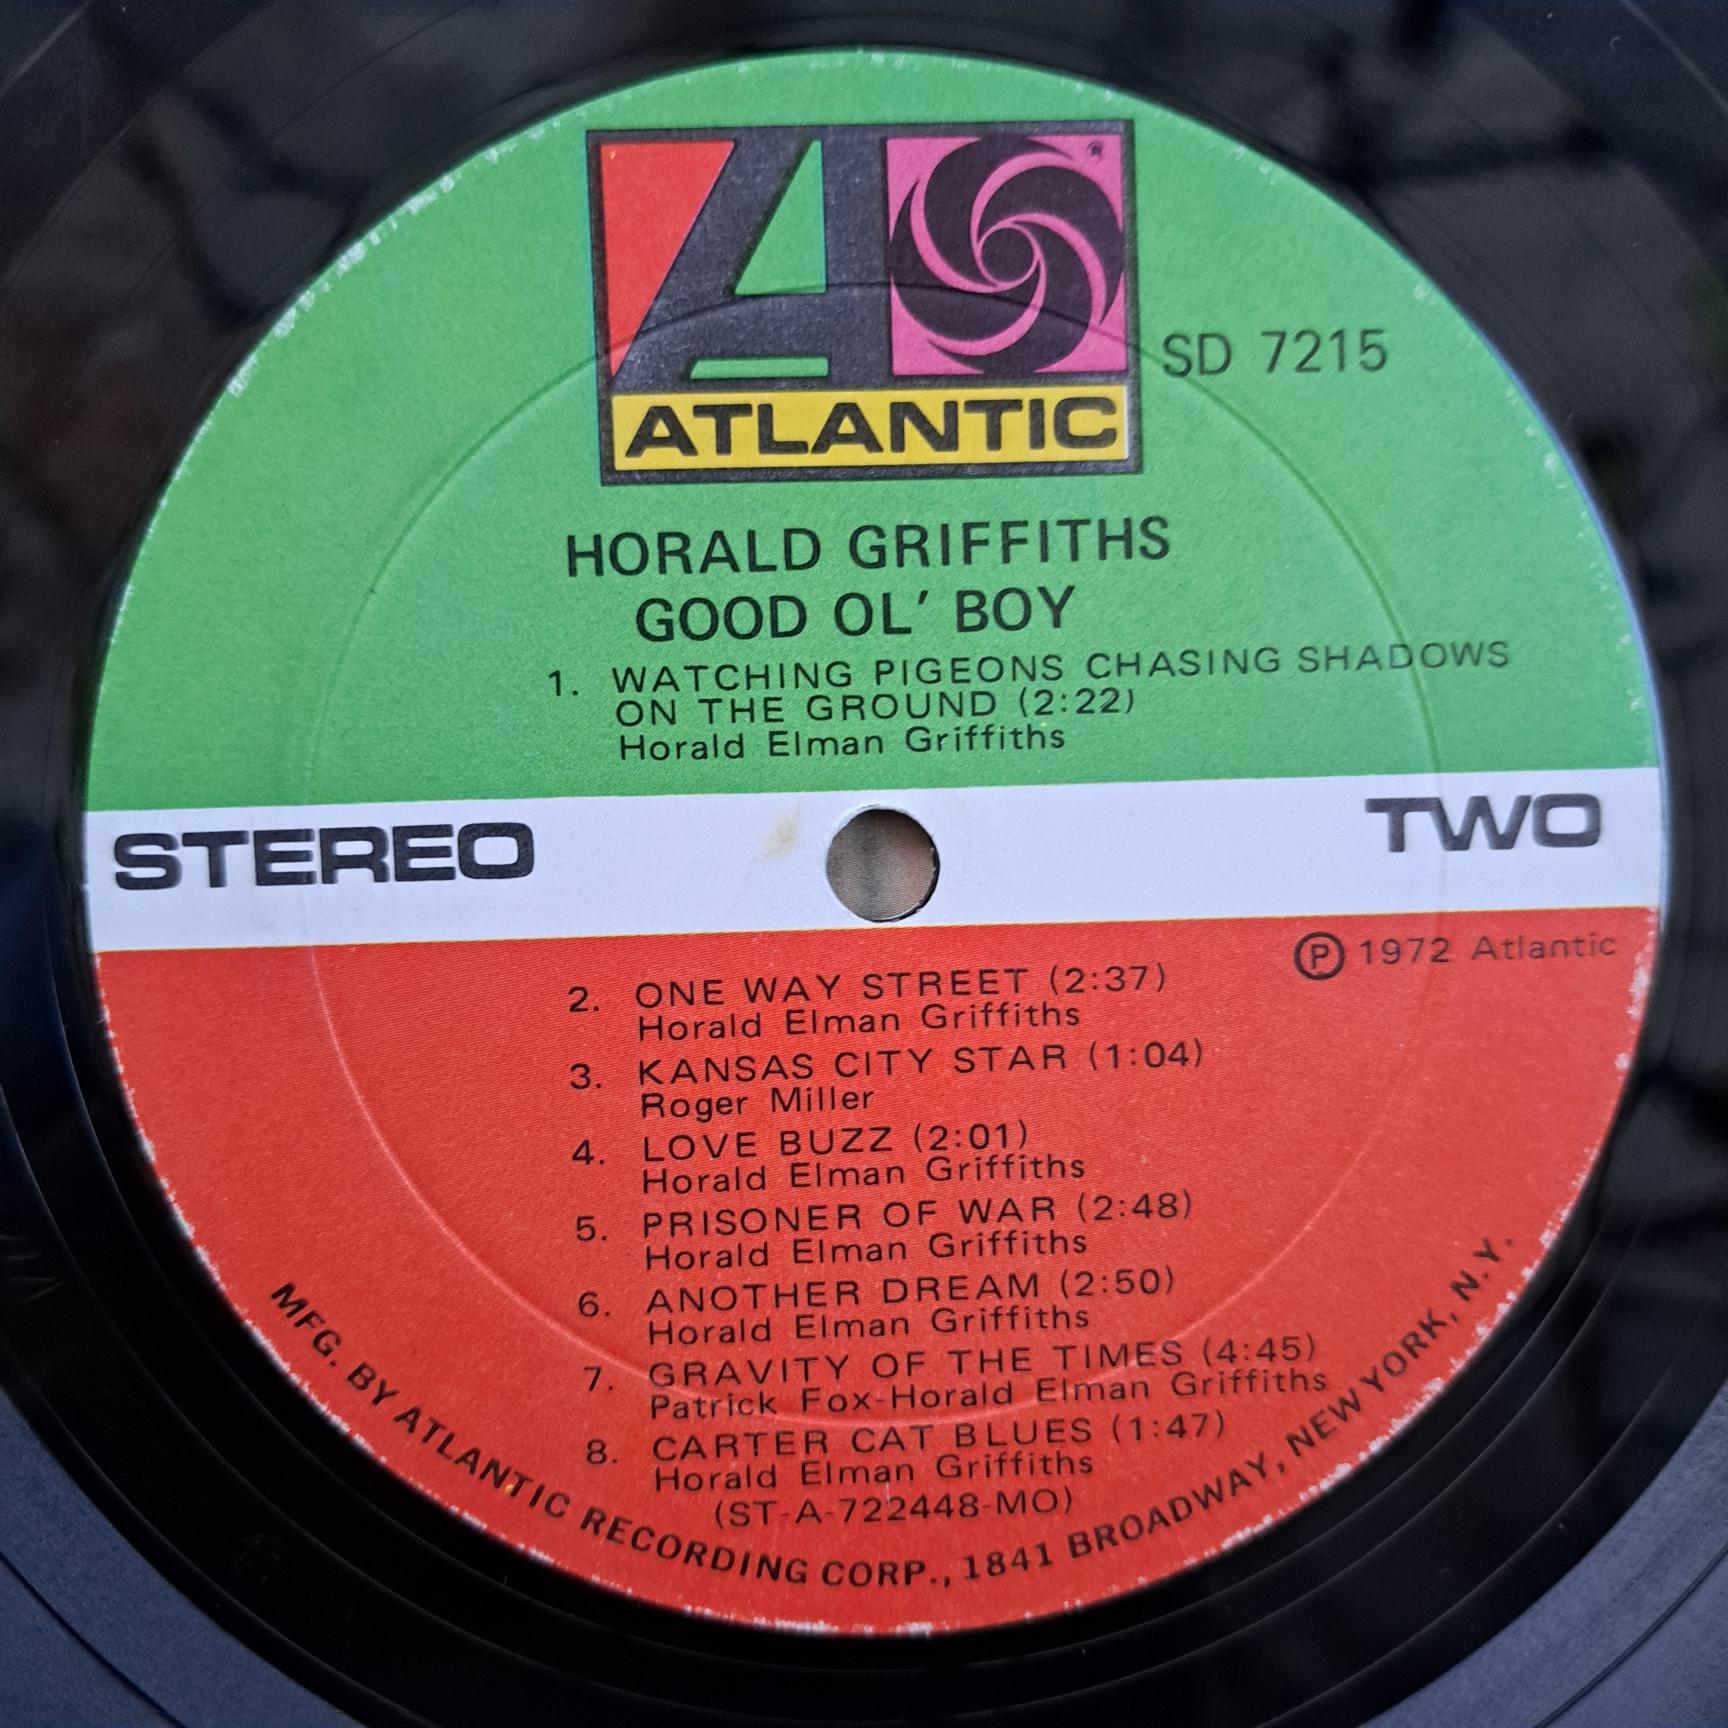 ATLANTIC
SD 7215
HORALD GRIFFITHS
GOOD OL' BOY
1. WATCHING PIGEONS CHASING SHADOWS
ON THE GROUND (2:22)
Horald Elman Griffiths
STEREO
TWO
Ⓟ 1972 Atlantic
2. ONE WAY STREET (2:37)
Horald Elman Griffiths
3. KANSAS CITY STAR (1:04)
Roger Miller
4. LOVE BUZZ (2:01)
Horald Elman Griffiths
5. PRISONER OF WAR (2:48)
Horald Elman Griffiths
6. ANOTHER DREAM (2:50)
Horald Elman Griffiths
7. GRAVITY OF THE TIMES (4:45)
Patrick Fox-Horald Elman Griffiths
8. CARTER CAT BLUES (1:47)
Horald Elman Griffiths
(ST-A-722448-MO)
MFG. BY ATLANTIC RECORDING CORP., 1841 BROADWAY, NEW YORK, N.Y.